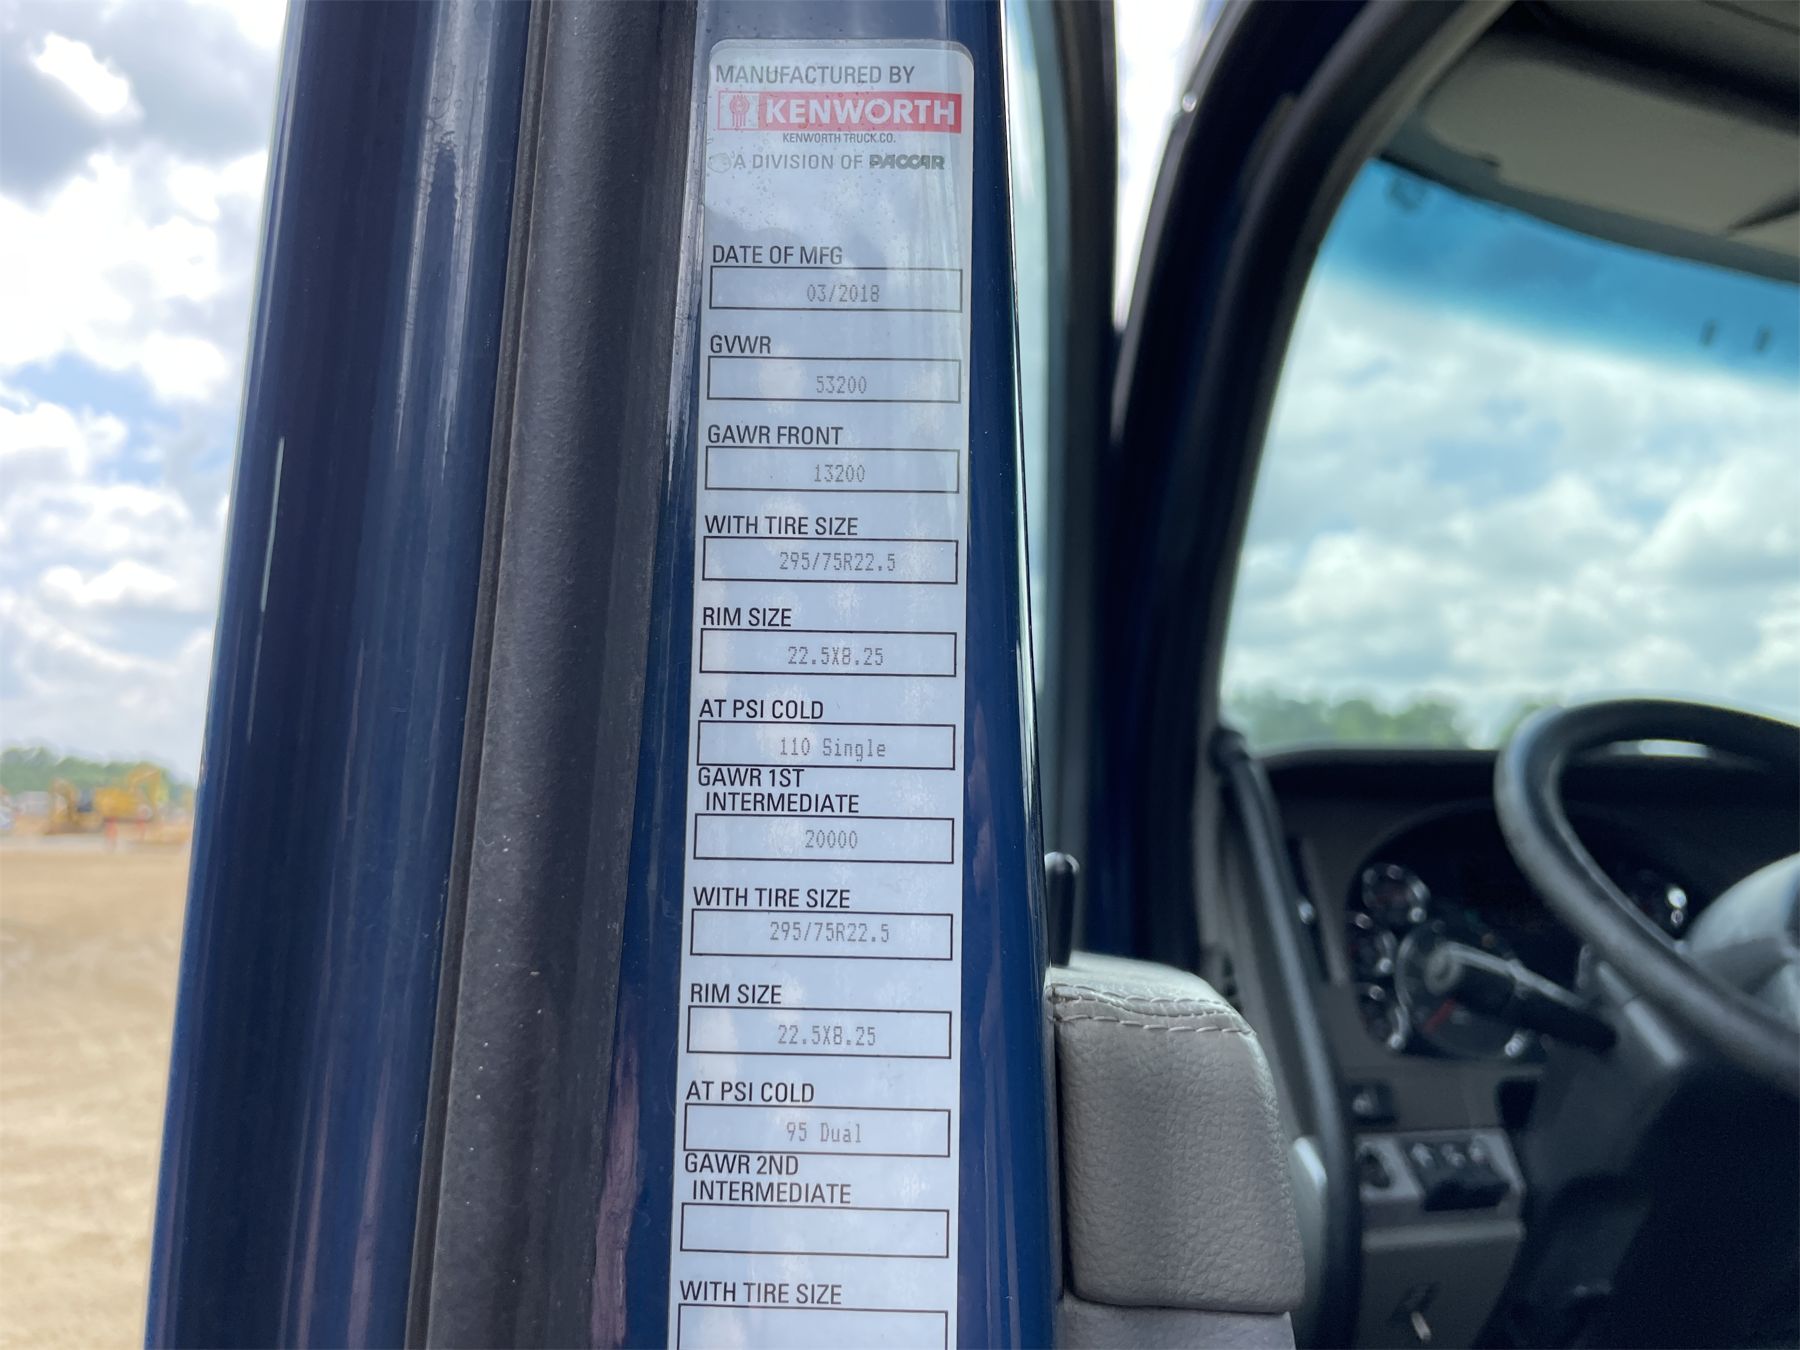 MANUFACTURED BY
KENWORTH
KENWORTH TRUCK CO.
A DIVISION OF PACCAR
DATE OF MFG
03/2018
GVWR
53200
GAWR FRONT
13200
WITH TIRE SIZE
295/75R22.5
RIM SIZE
22.5X8.25
AT PSI COLD
110 Single
GAWR 1ST
INTERMEDIATE
20000
WITH TIRE SIZE
295/75R22.5
RIM SIZE
22.5X8.25
AT PSI COLD
95 Dual
GAWR 2ND
INTERMEDIATE
WITH TIRE SIZE